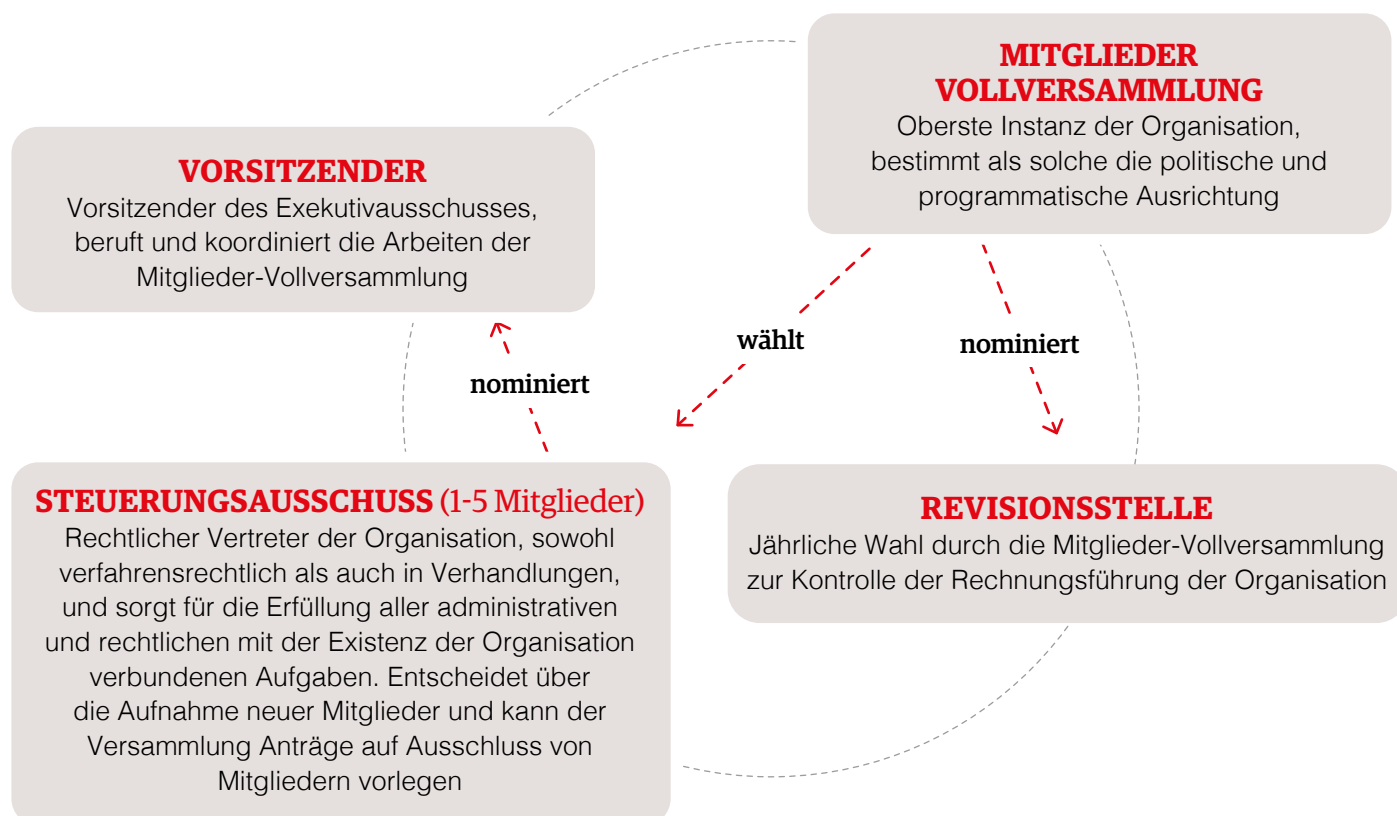 MITGLIEDER
VOLLVERSAMMLUNG
Oberste Instanz der Organisation,
bestimmt als solche die politische und
programmatische Ausrichtung
VORSITZENDER
Vorsitzender des Exekutivausschusses,
beruft und koordiniert die Arbeiten der
Mitglieder-Vollversammlung
wählt
nominiert
nominiert
STEUERUNGSAUSSCHUSS (1-5 Mitglieder)
Rechtlicher Vertreter der Organisation, sowohl
verfahrensrechtlich als auch in Verhandlungen,
und sorgt für die Erfüllung aller administrativen
und rechtlichen mit der Existenz der Organisation
verbundenen Aufgaben. Entscheidet über
die Aufnahme neuer Mitglieder und kann der
Versammlung Anträge auf Ausschluss von
Mitgliedern vorlegen
REVISIONSSTELLE
Jährliche Wahl durch die Mitglieder-Vollversammlung
zur Kontrolle der Rechnungsführung der Organisation